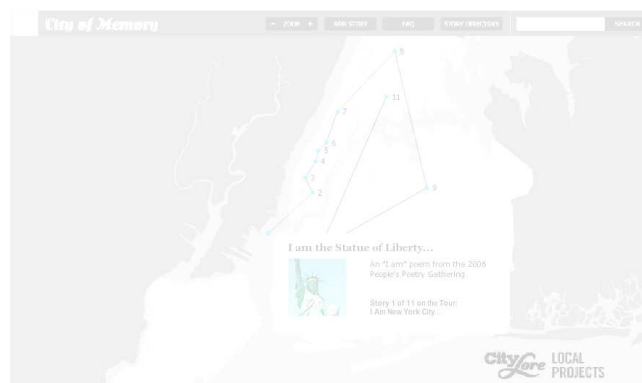 City of Memory
- ZOOM +
ADD STORY
FAQ
STORY DIRECTORY
SEARCH
8
11
7
6
5
4
3
2
9
I am the Statue of Liberty...
An "I am" poem from the 2006
People's Poetry Gathering.
Story 1 of 11 on the Tour:
I Am New York City...
City Lore
LOCAL
PROJECTS